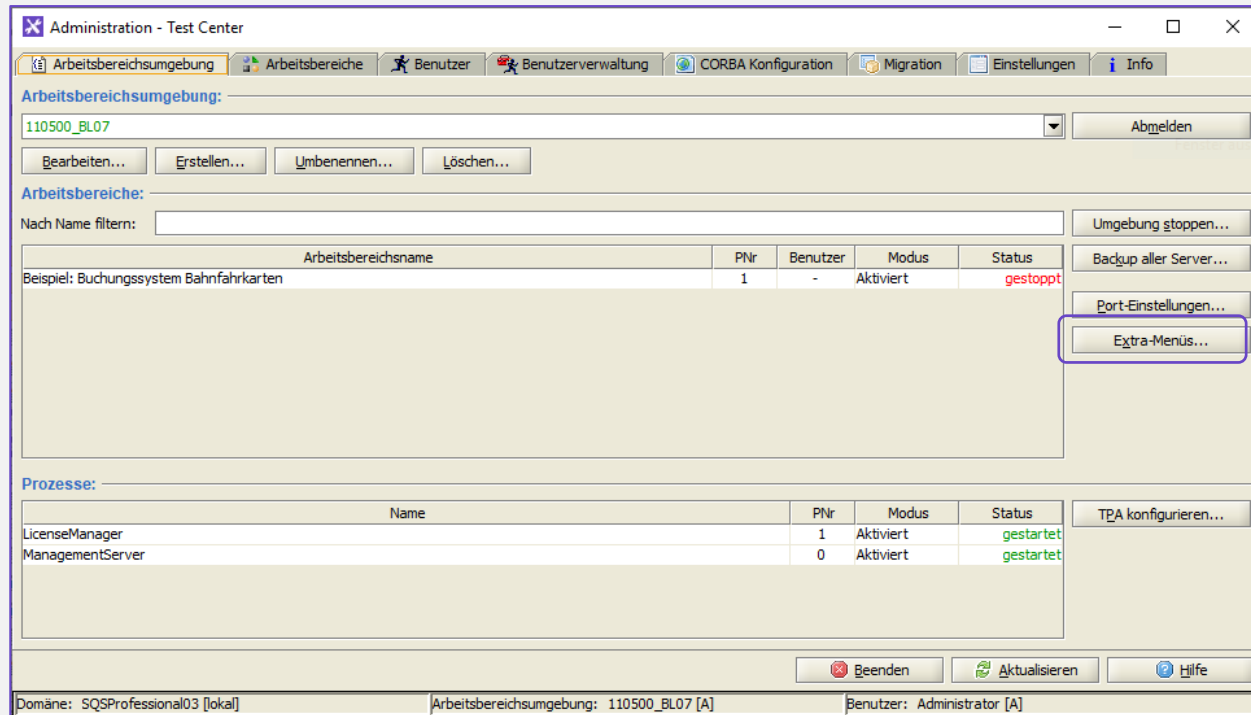 Administration - Test Center
Arbeitsbereichsumgebung Arbeitsbereiche Benutzer Benutzerverwaltung CORBA Konfiguration Migration Einstellungen Info
Arbeitsbereichsumgebung:
110500_BL07 Abmelden
Bearbeiten... Erstellen... Umbenennen... Löschen...
Arbeitsbereiche:
Nach Name filtern: Umgebung stoppen...
Arbeitsbereichsname PNr Benutzer Modus Status Backup aller Server...
Beispiel: Buchungssystem Bahnfahrkarten 1 - Aktiviert gestoppt
Port-Einstellungen...
Extra-Menüs...
Prozesse:
Name PNr Modus Status TPA konfigurieren...
LicenseManager 1 Aktiviert gestartet
ManagementServer 0 Aktiviert gestartet
Beenden Aktualisieren Hilfe
Domäne: SQSProfessional03 [lokal] Arbeitsbereichsumgebung: 110500_BL07 [A] Benutzer: Administrator [A]